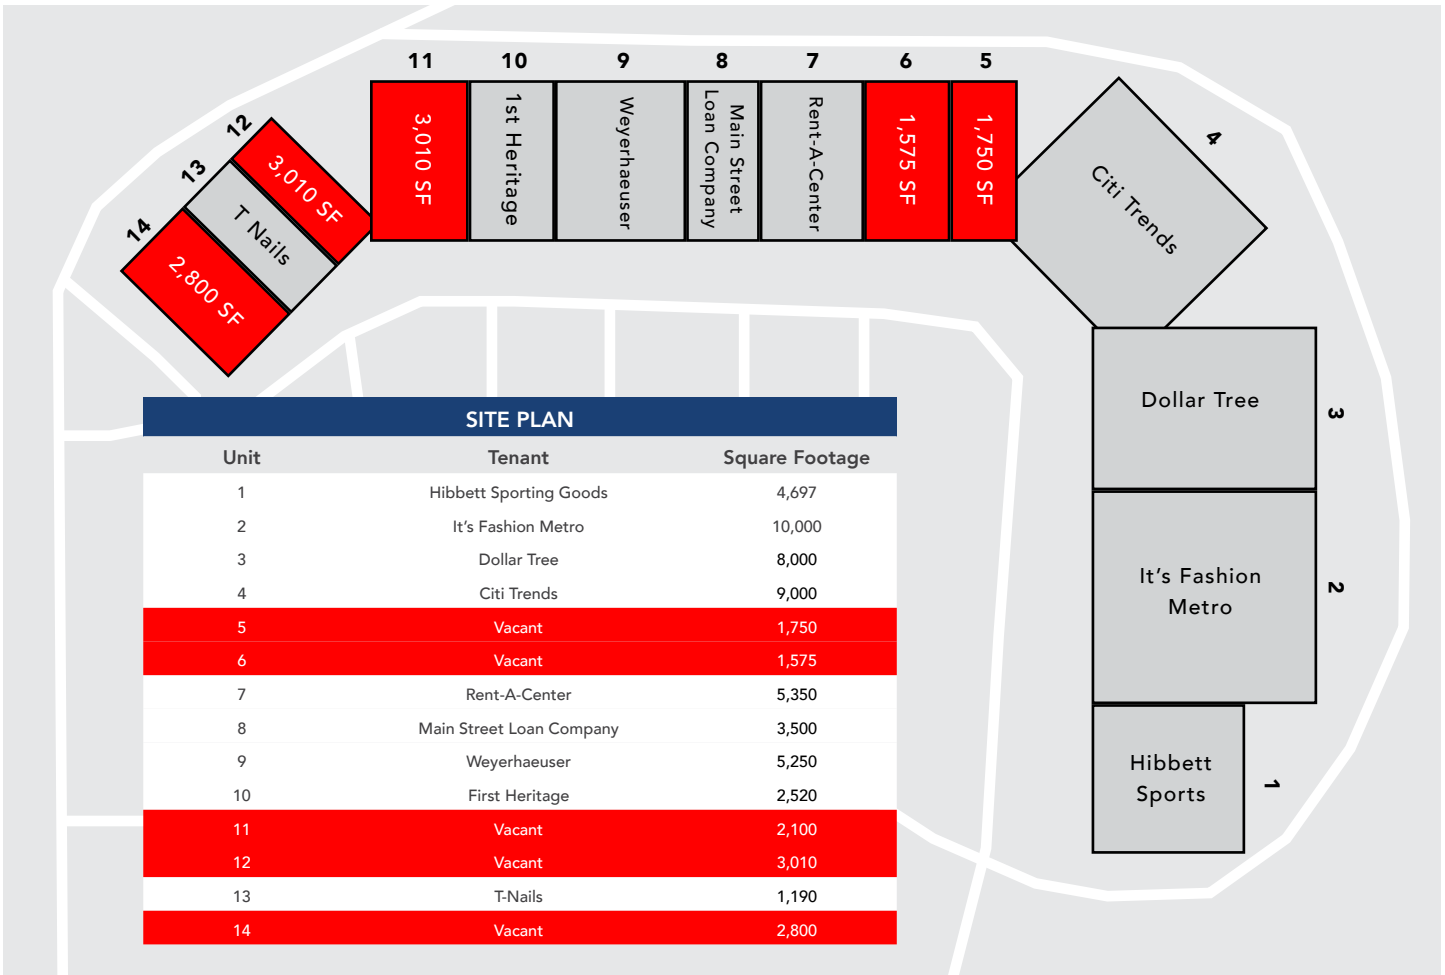 11
10
9
8
7
6
5
3,010 SF
1st Heritage
Weyerhaeuser
Main Street
Loan Company
Rent-A-Center
1,575 SF
1,750 SF
4
Citi Trends
12
3,010 SF
13
T Nails
14
2,800 SF
Dollar Tree
3
It’s Fashion
Metro
2
Hibbett
Sports
1
SITE PLAN
Unit Tenant Square Footage
1 Hibbett Sporting Goods 4,697
2 It’s Fashion Metro 10,000
3 Dollar Tree 8,000
4 Citi Trends 9,000
5 Vacant 1,750
6 Vacant 1,575
7 Rent-A-Center 5,350
8 Main Street Loan Company 3,500
9 Weyerhaeuser 5,250
10 First Heritage 2,520
11 Vacant 2,100
12 Vacant 3,010
13 T-Nails 1,190
14 Vacant 2,800